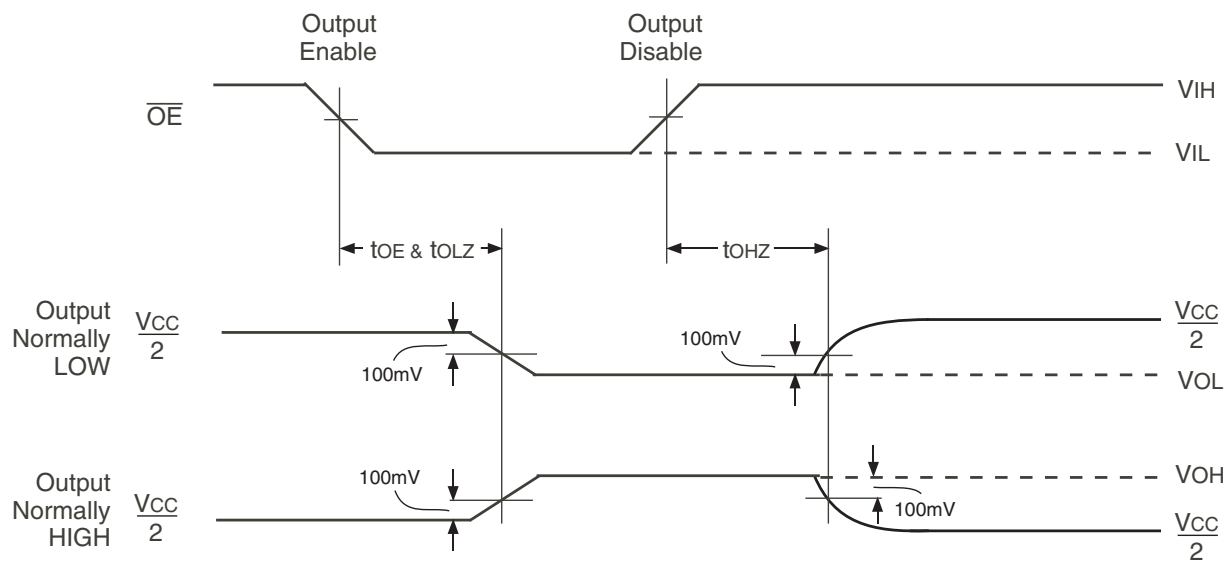 Output
Enable
Output
Disable
OE
VIH
VIL
tOE & tOLZ
tOHZ
Output
Normally
LOW
VCC
2
100mV
100mV
VCC
2
VOL
Output
Normally
HIGH
VCC
2
100mV
100mV
VOH
VCC
2